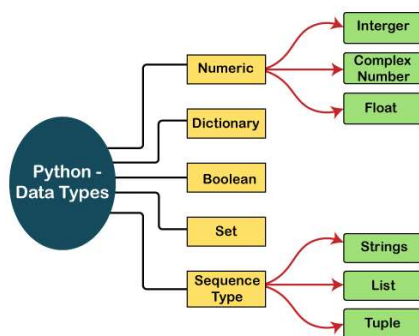 Python -
Data Types
Numeric
Dictionary
Boolean
Set
Sequence
Type
Interger
Complex
Number
Float
Strings
List
Tuple